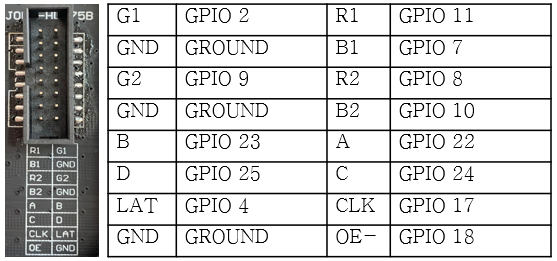 75B
R1 G1
B1 GND
R2 G2
B2 GND
A B
C D
CLK LAT
OE GND
G1 GPIO 2 R1 GPIO 11
GND GROUND B1 GPIO 7
G2 GPIO 9 R2 GPIO 8
GND GROUND B2 GPIO 10
B GPIO 23 A GPIO 22
D GPIO 25 C GPIO 24
LAT GPIO 4 CLK GPIO 17
GND GROUND OE- GPIO 18